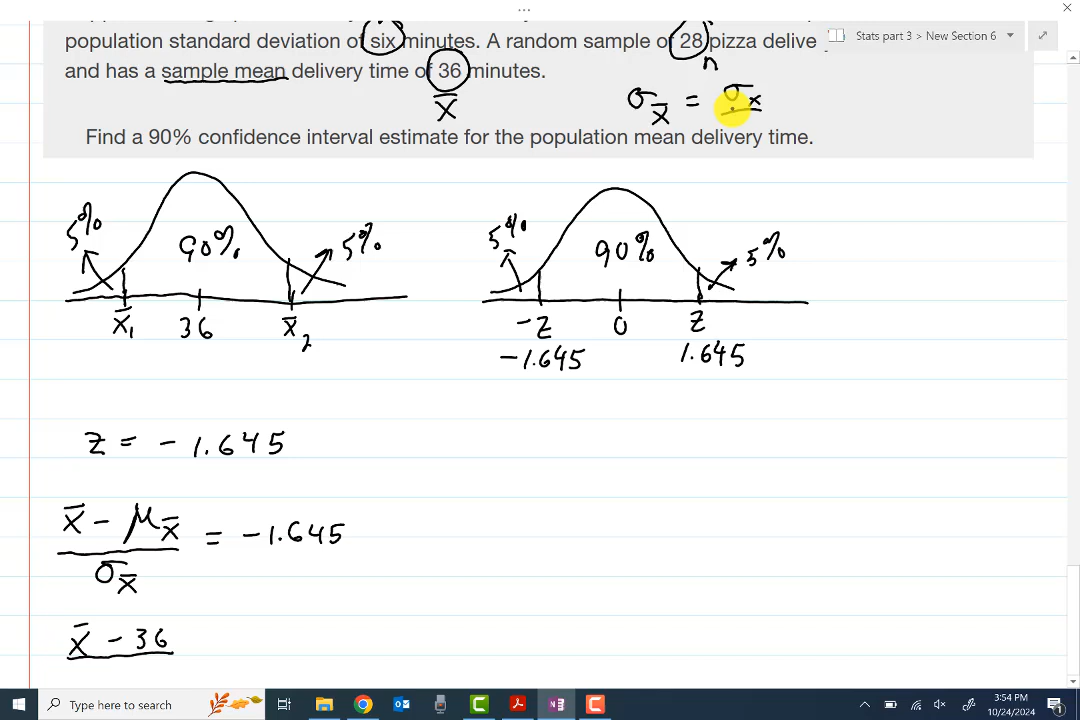 Stats part 3 > New Section 6
population standard deviation of six minutes. A random sample of 28 pizza delive
n
and has a sample mean delivery time of 36 minutes.
x̄
σx̄ = σx
Find a 90% confidence interval estimate for the population mean delivery time.
5% 90% 5%
x̄1 36 x̄2
5% 90% 5%
-z 0 z
-1.645 1.645
z = -1.645
x̄ - μx̄ = -1.645
σx̄
x̄ - 36
Type here to search
3:54 PM
10/24/2024
1